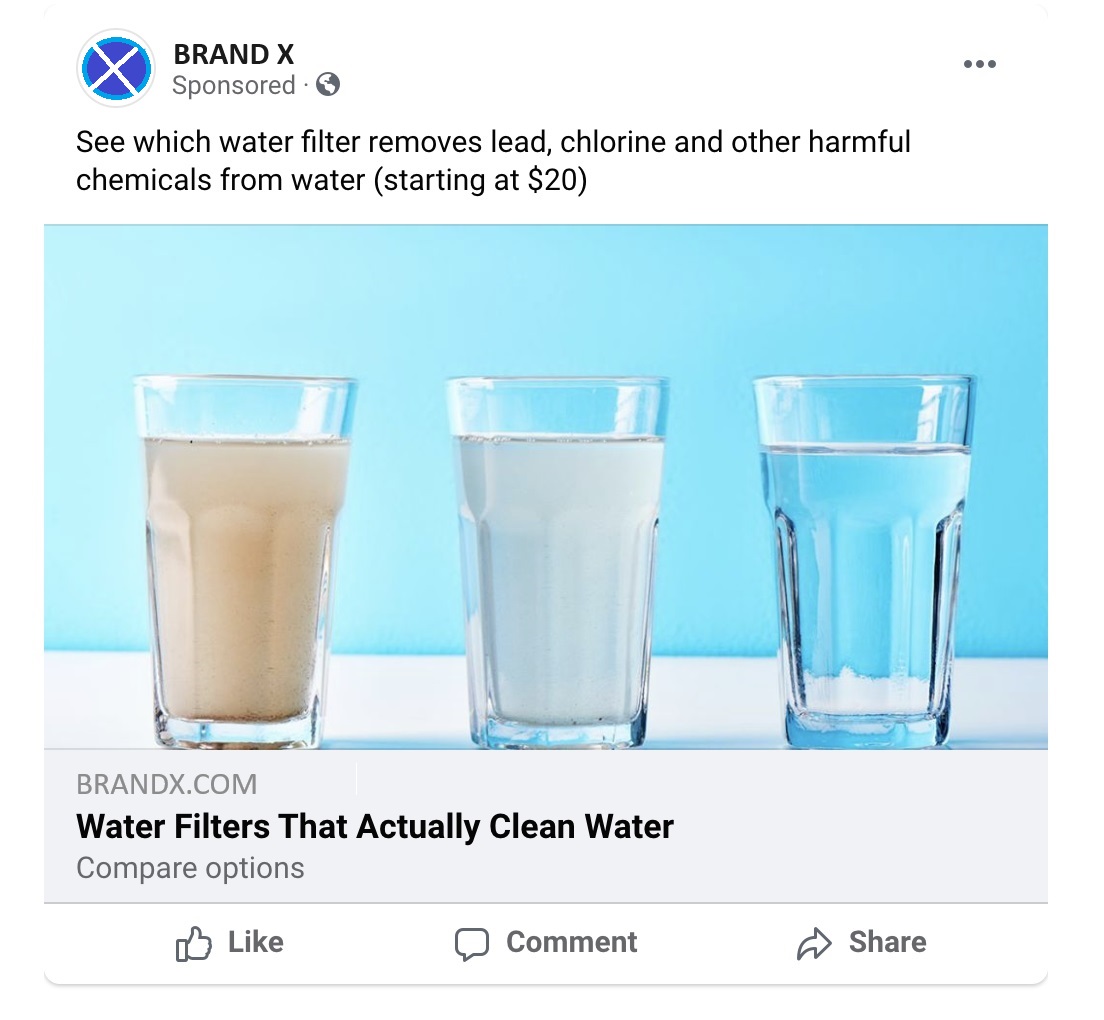 BRAND X
Sponsored ·
See which water filter removes lead, chlorine and other harmful
chemicals from water (starting at $20)
BRANDX.COM
Water Filters That Actually Clean Water
Compare options
Like
Comment
Share